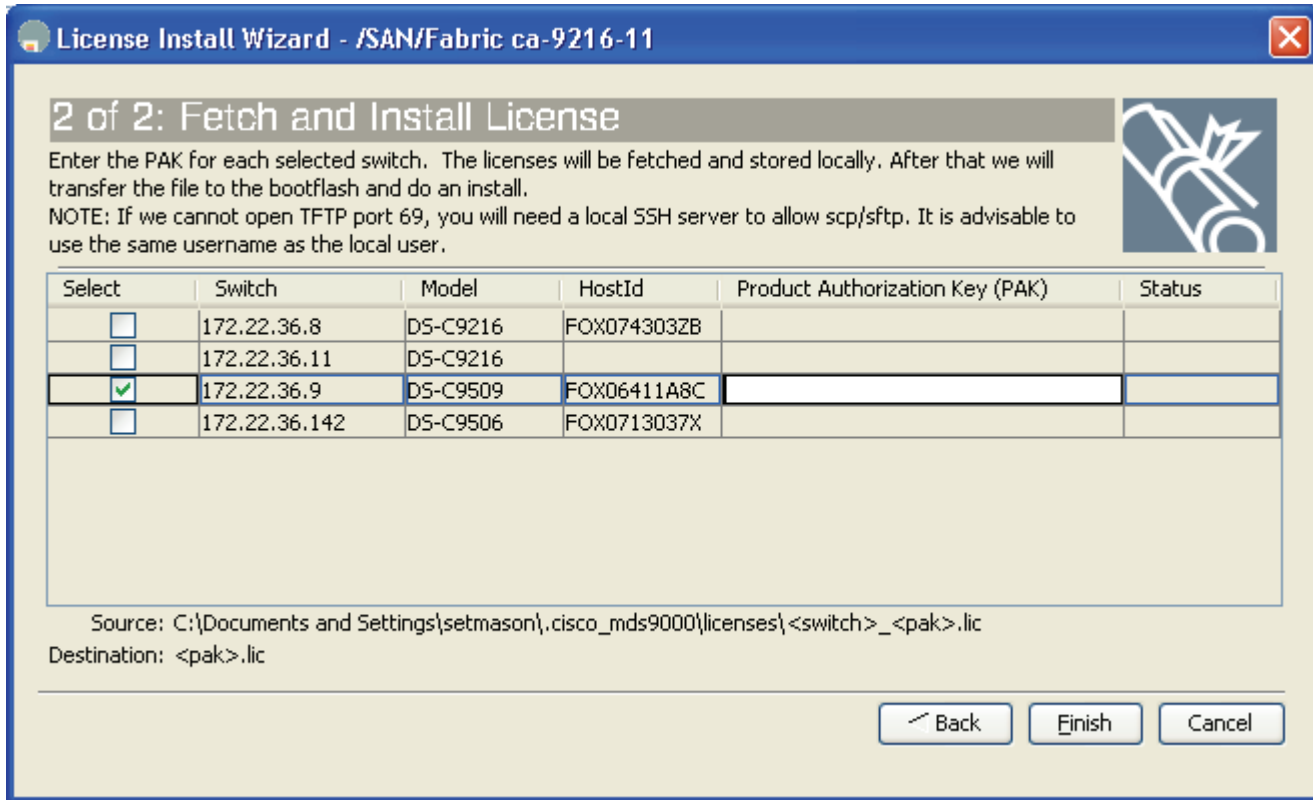 License Install Wizard - /SAN/Fabric ca-9216-11
2 of 2: Fetch and Install License
Enter the PAK for each selected switch. The licenses will be fetched and stored locally. After that we will
transfer the file to the bootflash and do an install.
NOTE: If we cannot open TFTP port 69, you will need a local SSH server to allow scp/sftp. It is advisable to
use the same username as the local user.
Select Switch Model HostId Product Authorization Key (PAK) Status
172.22.36.8 DS-C9216 FOX074303ZB
172.22.36.11 DS-C9216
172.22.36.9 DS-C9509 FOX06411A8C
172.22.36.142 DS-C9506 FOX0713037X
Source: C:\Documents and Settings\setmason\.cisco_mds9000\licenses\<switch>_<pak>.lic
Destination: <pak>.lic
Back Finish Cancel